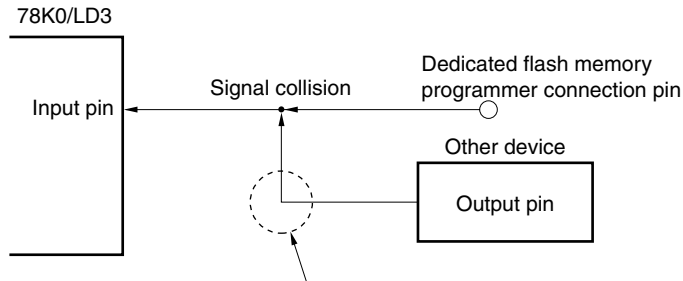 78K0/LD3
Signal collision
Dedicated flash memory
programmer connection pin
Input pin
Other device
Output pin